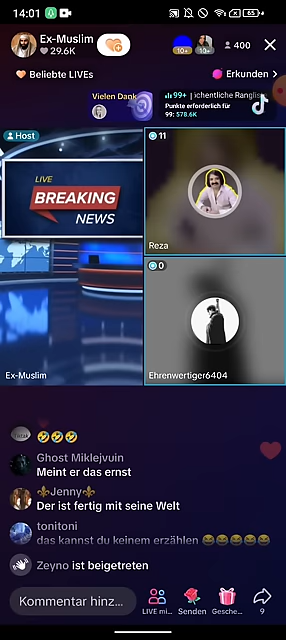 14:01
65
Ex-Muslim
29.6K
10+
10+
400
Beliebte LIVEs
Erkunden
Vielen Dank
99+
Punkte erforderlich für
99: 578.6K
Host
LIVE
BREAKING
NEWS
Ex-Muslim
11
Reza
0
Ehrenwertiger6404
🤣🤣🤣
Ghost Miklejvuin
Meint er das ernst
⚜Jenny⚜
Der ist fertig mit seine Welt
tonitoni
das kannst du keinem erzählen 😂😂😂😂😂
Zeyno ist beigetreten
Kommentar hinz...
LIVE mi...
Senden
Gesche...
9